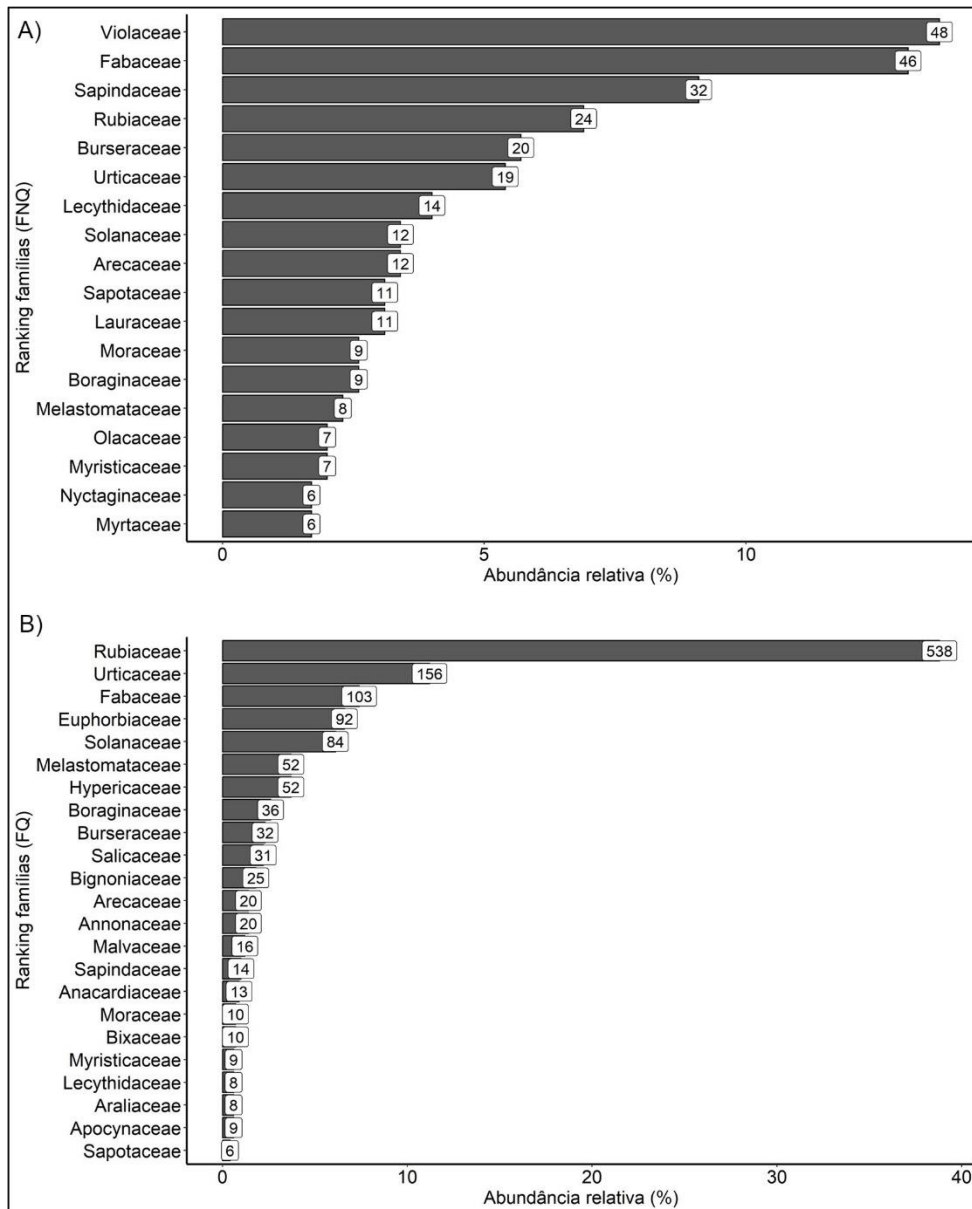 A)
Ranking famílias (FNQ)
Violaceae 48
Fabaceae 46
Sapindaceae 32
Rubiaceae 24
Burseraceae 20
Urticaceae 19
Lecythidaceae 14
Solanaceae 12
Arecaceae 12
Sapotaceae 11
Lauraceae 11
Moraceae 9
Boraginaceae 9
Melastomataceae 8
Olacaceae 7
Myristicaceae 7
Nyctaginaceae 6
Myrtaceae 6
0 5 10
Abundância relativa (%)
B)
Ranking famílias (FQ)
Rubiaceae 538
Urticaceae 156
Fabaceae 103
Euphorbiaceae 92
Solanaceae 84
Melastomataceae 52
Hypericaceae 52
Boraginaceae 36
Burseraceae 32
Salicaceae 31
Bignoniaceae 25
Arecaceae 20
Annonaceae 20
Malvaceae 16
Sapindaceae 14
Anacardiaceae 13
Moraceae 10
Bixaceae 10
Myristicaceae 9
Lecythidaceae 8
Araliaceae 8
Apocynaceae 9
Sapotaceae 6
0 10 20 30 40
Abundância relativa (%)